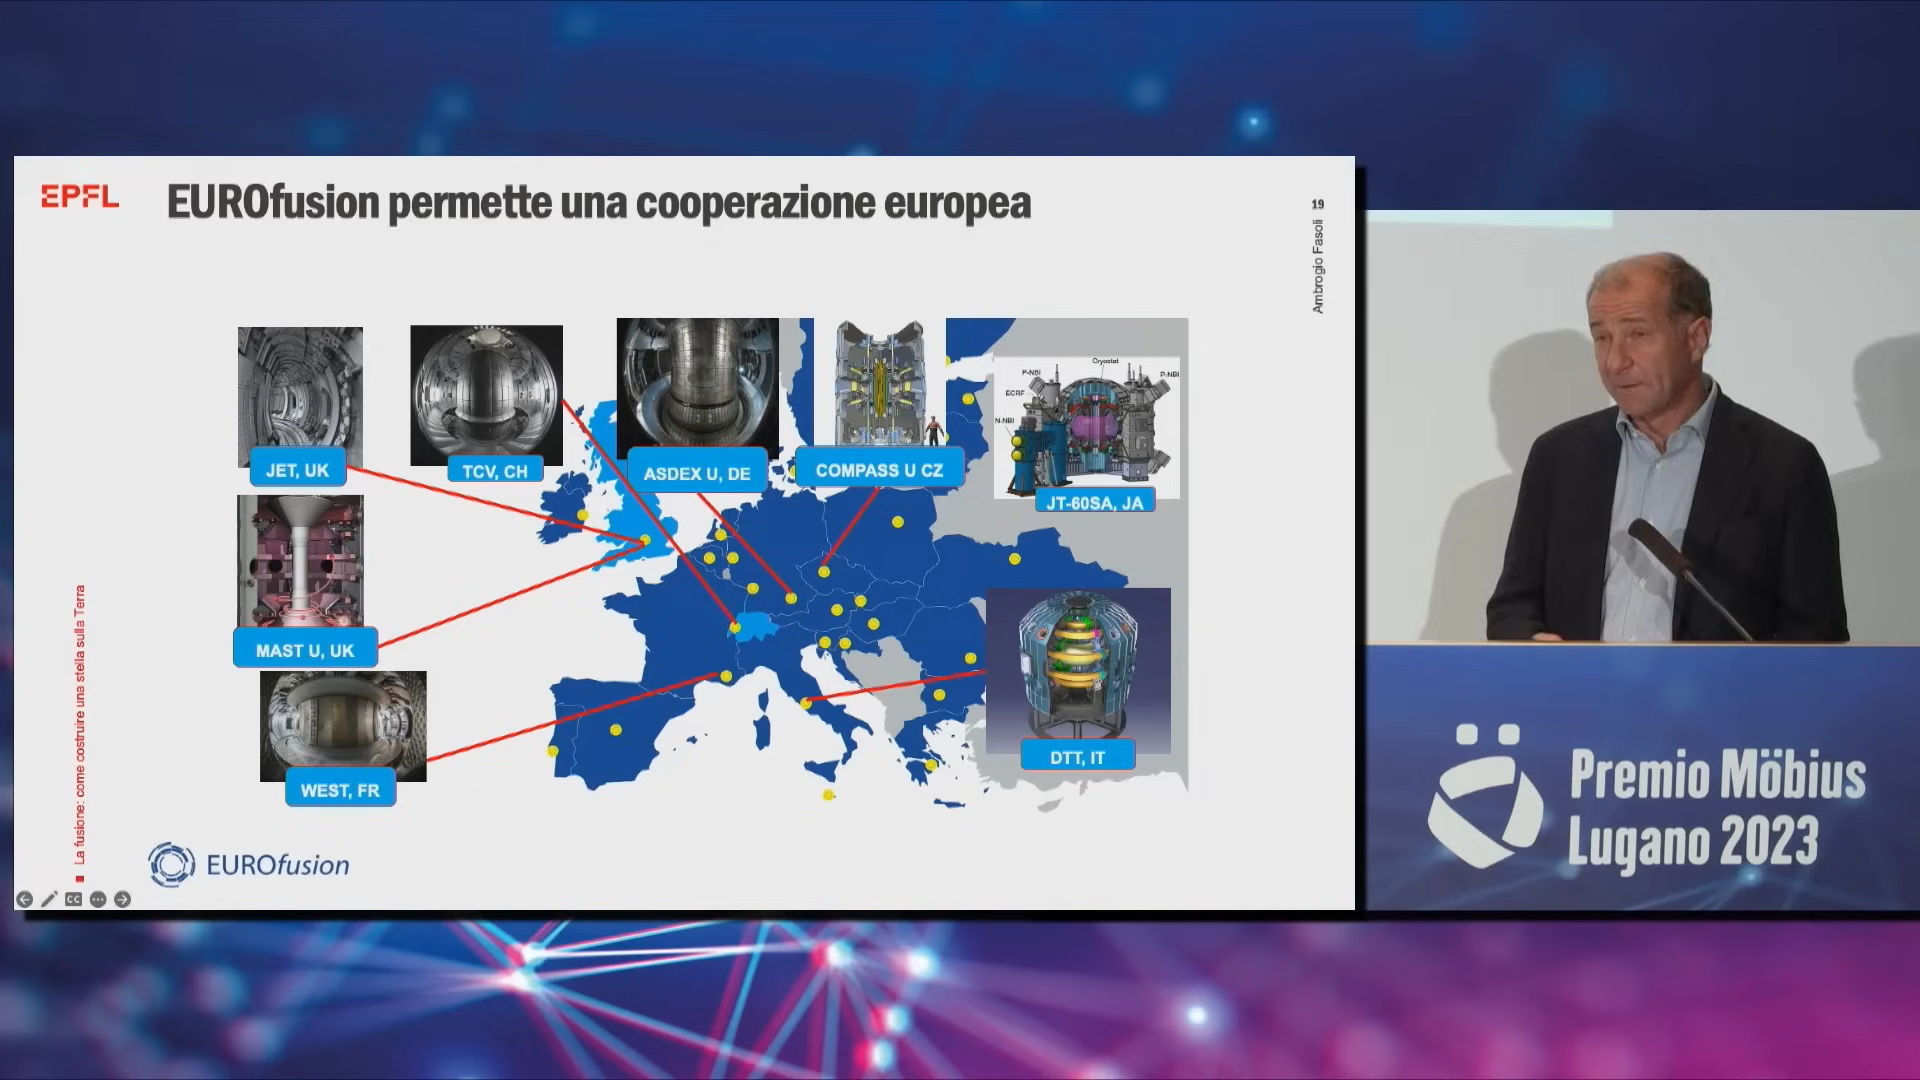 EPFL
EUROfusion permette una cooperazione europea
19
Ambrogio Fasoli
La fusione: come costruire una stella sulla Terra
JET, UK
TCV, CH
ASDEX U, DE
COMPASS U CZ
Cryostat
P-NBI
P-NBI
ECRF
N-NBI
JT-60SA, JA
MAST U, UK
WEST, FR
DTT, IT
EUROfusion
CC
Premio Möbius
Lugano 2023